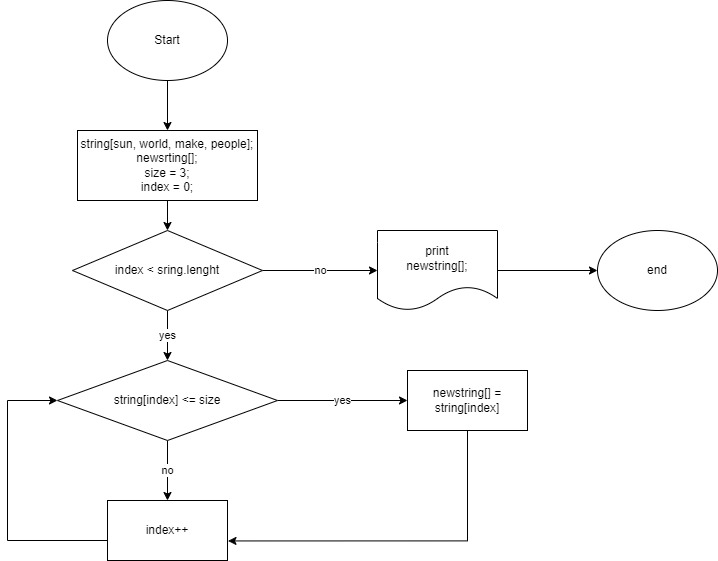 Start
string[sun, world, make, people];
newsrting[];
size = 3;
index = 0;
index < sring.lenght
no
print
newstring[];
end
yes
string[index] <= size
yes
newstring[] =
string[index]
no
index++